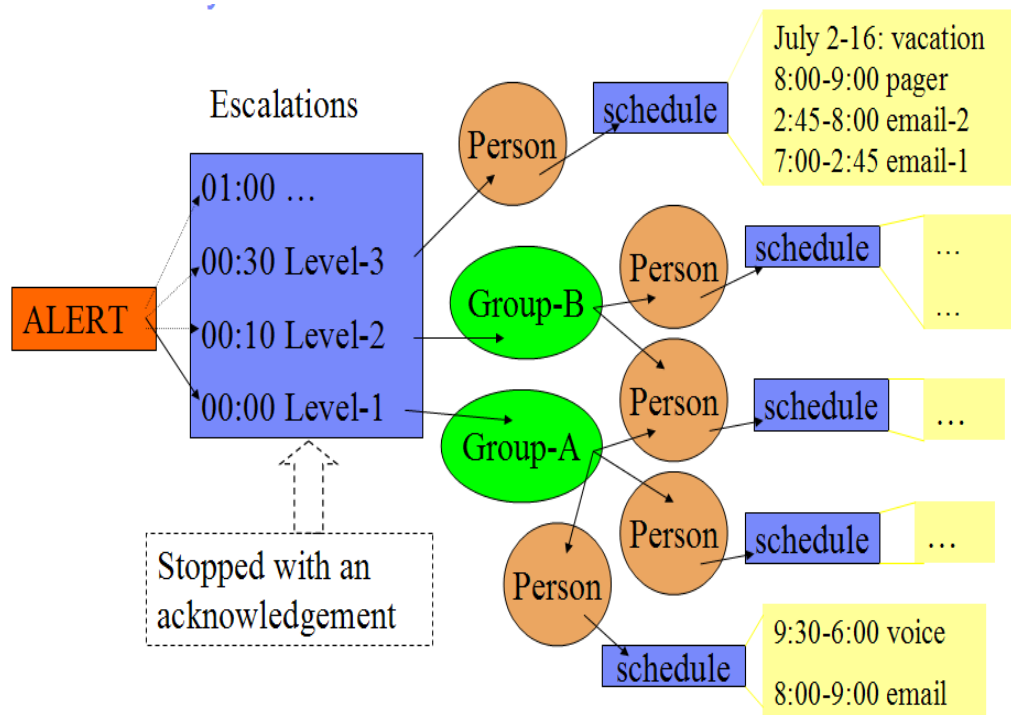 July 2-16: vacation
8:00-9:00 pager
2:45-8:00 email-2
7:00-2:45 email-1
schedule
Escalations
Person
01:00 ...
00:30 Level-3
00:10 Level-2
00:00 Level-1
ALERT
Group-B
Person
schedule
...
...
Person
schedule
...
Group-A
Person
schedule
...
Person
schedule
9:30-6:00 voice
8:00-9:00 email
Stopped with an
acknowledgement